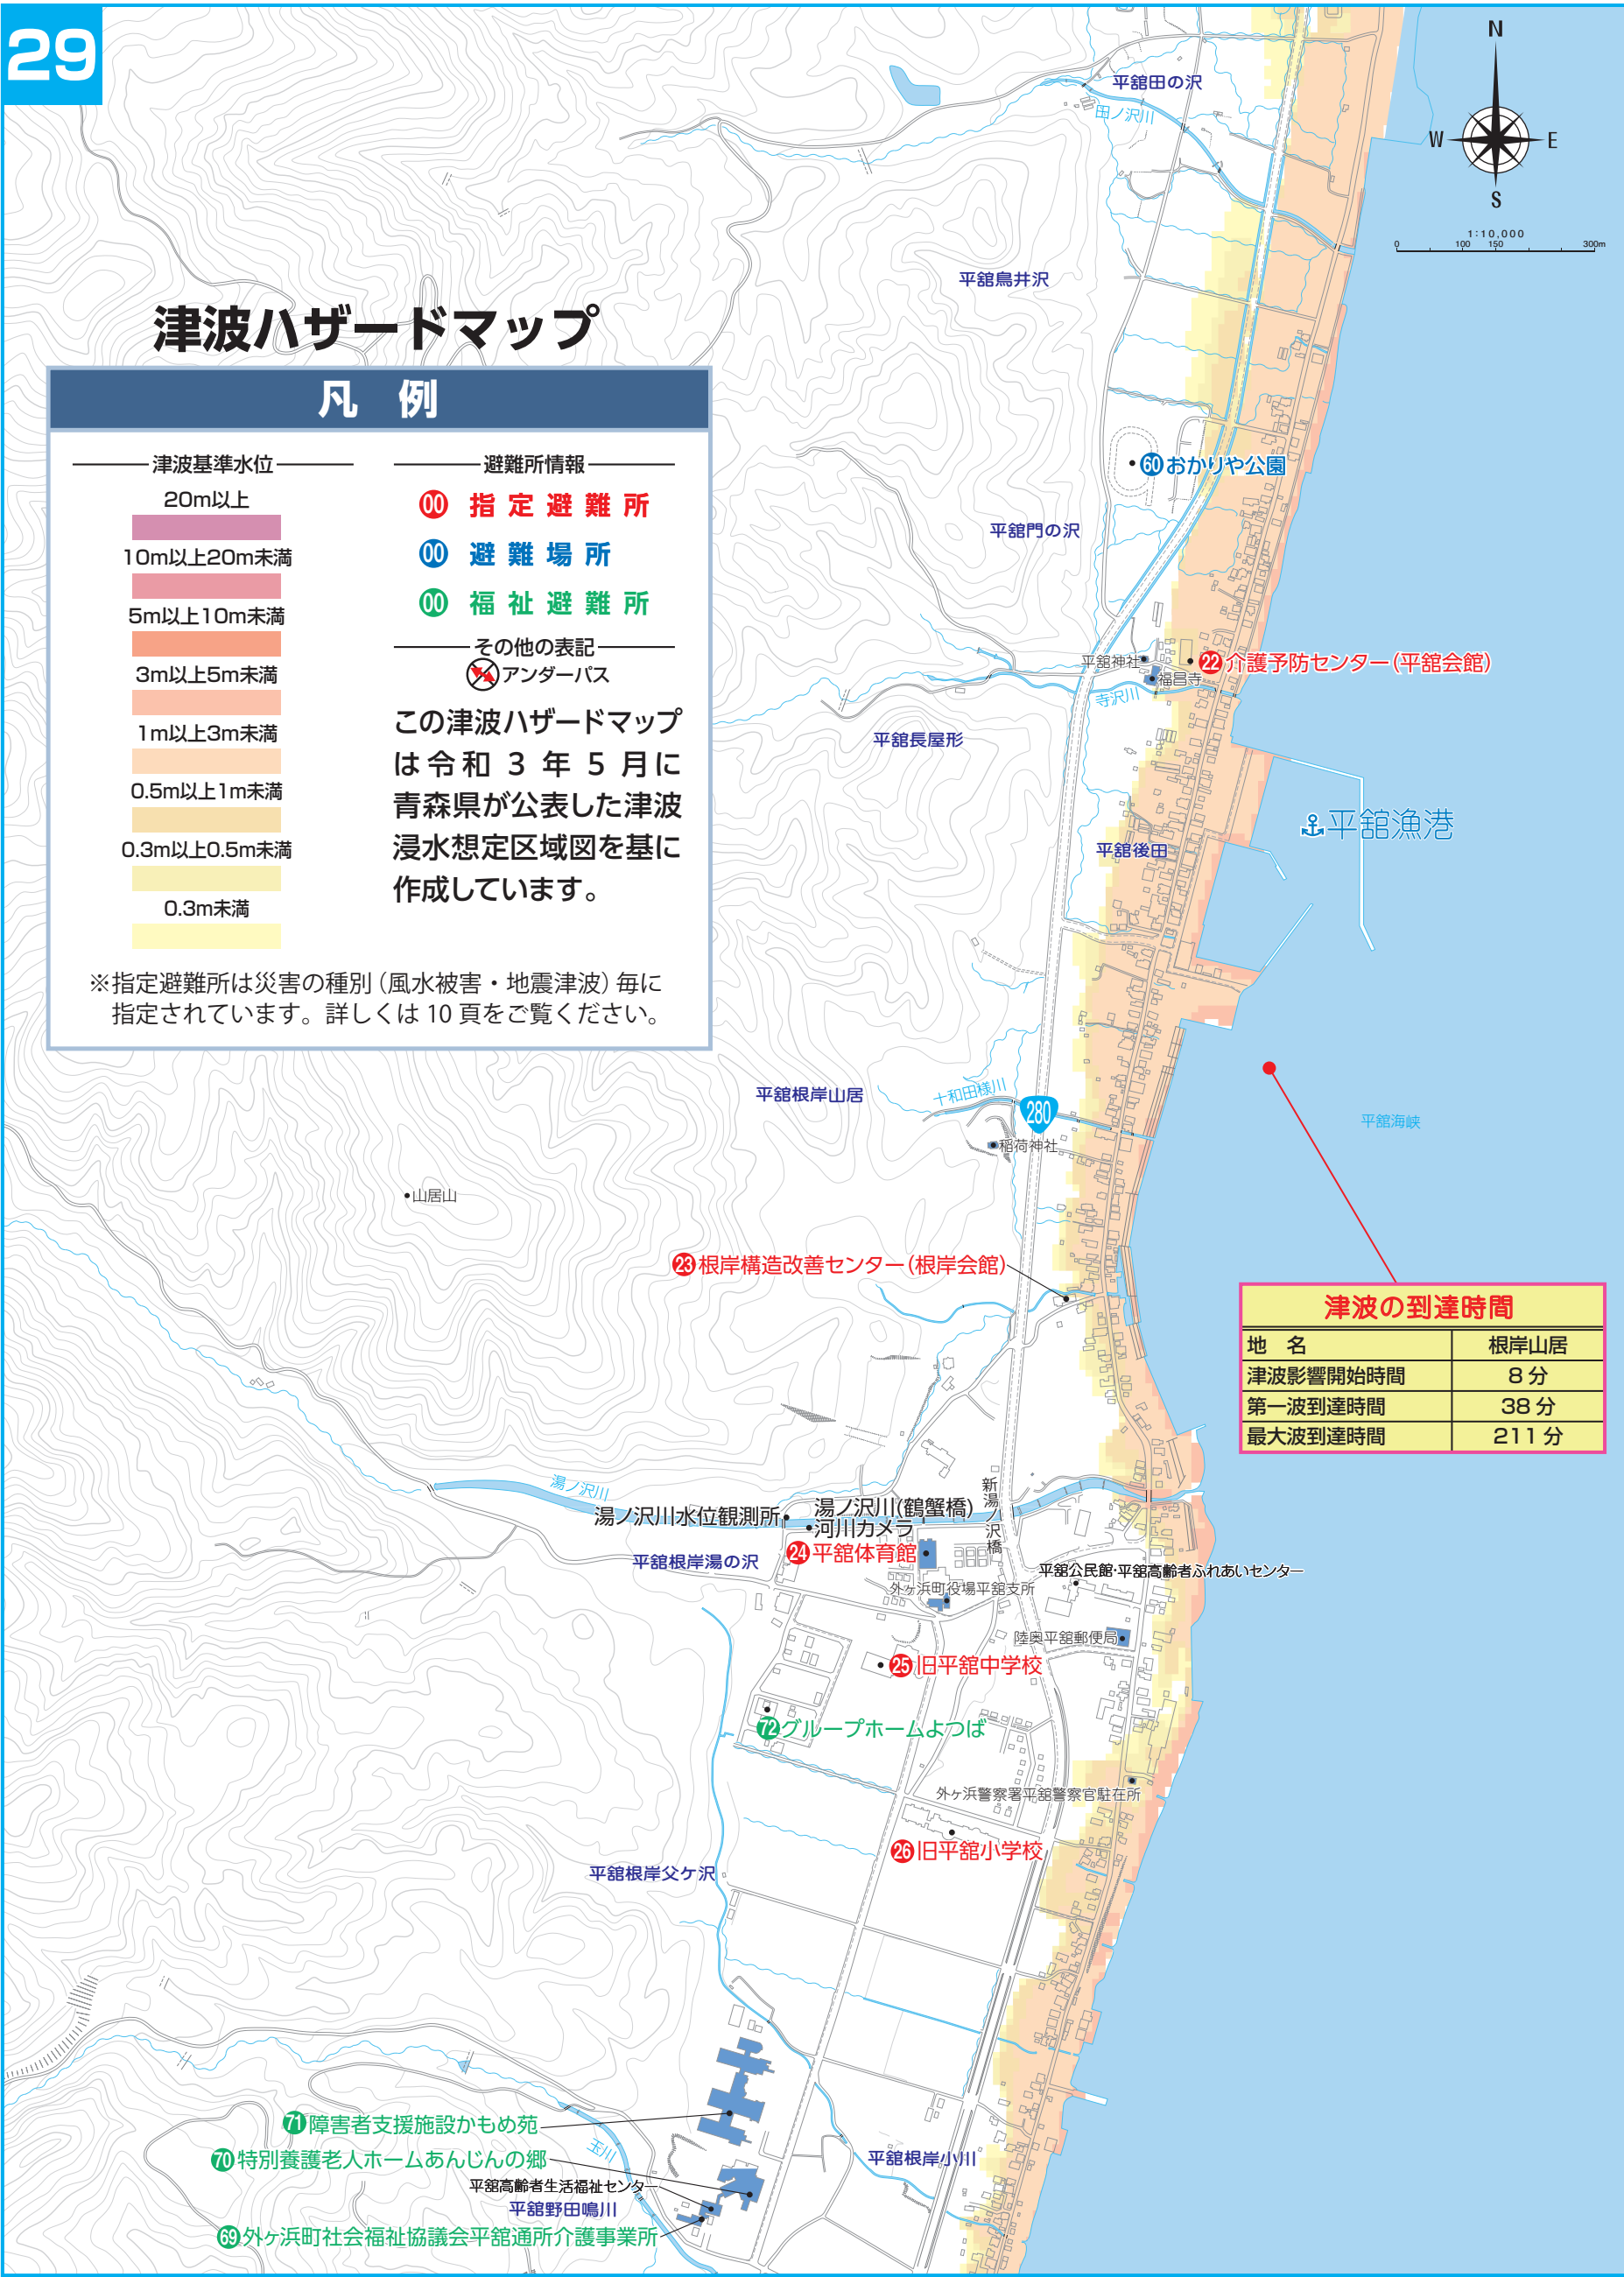 29
N
W
E
S
1:10,000
0 100 150 300m
平舘田の沢
田ノ沢川
平舘鳥井沢
津波ハザードマップ
凡 例
津波基準水位
20m以上
10m以上20m未満
5m以上10m未満
3m以上5m未満
1m以上3m未満
0.5m以上1m未満
0.3m以上0.5m未満
0.3m未満
避難所情報
00 指定避難所
00 避難場所
00 福祉避難所
その他の表記
アンダーパス
この津波ハザードマップ
は令和3年5月に
青森県が公表した津波
浸水想定区域図を基に
作成しています。
※指定避難所は災害の種別(風水被害・地震津波)毎に
指定されています。詳しくは10頁をご覧ください。
60 おかりや公園
平舘門の沢
平舘神社
22 介護予防センター(平舘会館)
福昌寺
寺沢川
平舘長屋形
平舘漁港
平舘後田
平舘根岸山居
十和田様川
280
平舘海峡
稲荷神社
山居山
23 根岸構造改善センター(根岸会館)
津波の到達時間
地 名 根岸山居
津波影響開始時間 8分
第一波到達時間 38分
最大波到達時間 211分
湯ノ沢川
新湯ノ沢橋
湯ノ沢川水位観測所
湯ノ沢川(鶴蟹橋)
河川カメラ
24 平舘体育館
平舘根岸湯の沢
平舘公民館・平舘高齢者ふれあいセンター
外ヶ浜町役場平舘支所
陸奥平舘郵便局
25 旧平舘中学校
72 グループホームよつば
外ヶ浜警察署平舘警察官駐在所
26 旧平舘小学校
平舘根岸父ケ沢
71 障害者支援施設かもめ苑
玉川
70 特別養護老人ホームあんじんの郷
平舘根岸小川
平舘高齢者生活福祉センター
平舘野田鳴川
69 外ヶ浜町社会福祉協議会平舘通所介護事業所